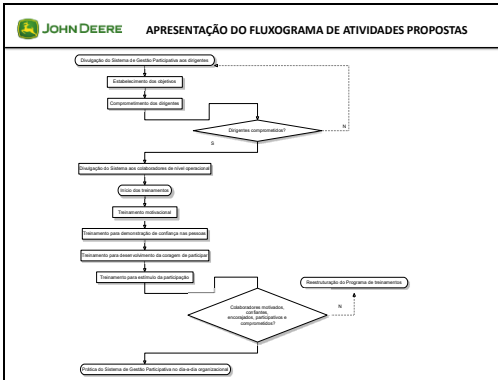 JOHN DEERE
APRESENTAÇÃO DO FLUXOGRAMA DE ATIVIDADES PROPOSTAS
Divulgação do Sistema de Gestão Participativa aos dirigentes
Estabelecimento dos objetivos
Comprometimento dos dirigentes
Dirigentes comprometidos?
N
S
Divulgação do Sistema aos colaboradores de nível operacional
Início dos treinamentos
Treinamento motivacional
Treinamento para demonstração de confiança nas pessoas
Treinamento para desenvolvimento da coragem de participar
Treinamento para estímulo da participação
Reestruturação do Programa de treinamentos
Colaboradores motivados,
confiantes,
encorajados, participativos e
comprometidos?
N
Prática do Sistema de Gestão Participativa no dia-a-dia organizacional